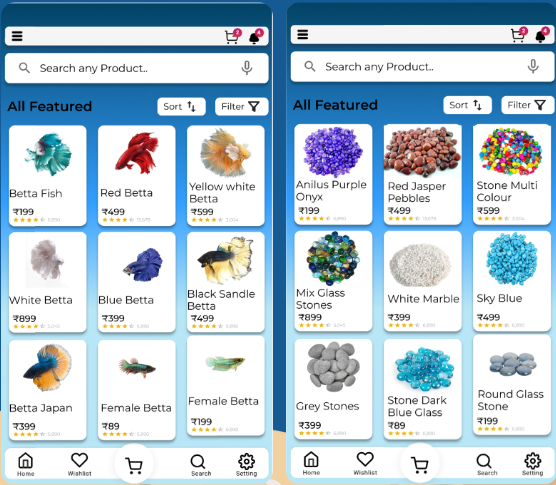 2
4
Search any Product..
All Featured
Sort
Filter
Betta Fish
₹199
Red Betta
₹499
Yellow white
Betta
₹599
White Betta
₹899
Blue Betta
₹399
Black Sandle
Betta
₹499
Betta Japan
₹399
Female Betta
₹89
Female Betta
₹199
Home
Wishlist
Search
Setting
2
4
Search any Product..
All Featured
Sort
Filter
Anilus Purple
Onyx
₹199
Red Jasper
Pebbles
₹499
Stone Multi
Colour
₹599
Mix Glass
Stones
₹899
White Marble
₹399
Sky Blue
₹499
Grey Stones
₹399
Stone Dark
Blue Glass
₹89
Round Glass
Stone
₹199
Home
Wishlist
Search
Setting